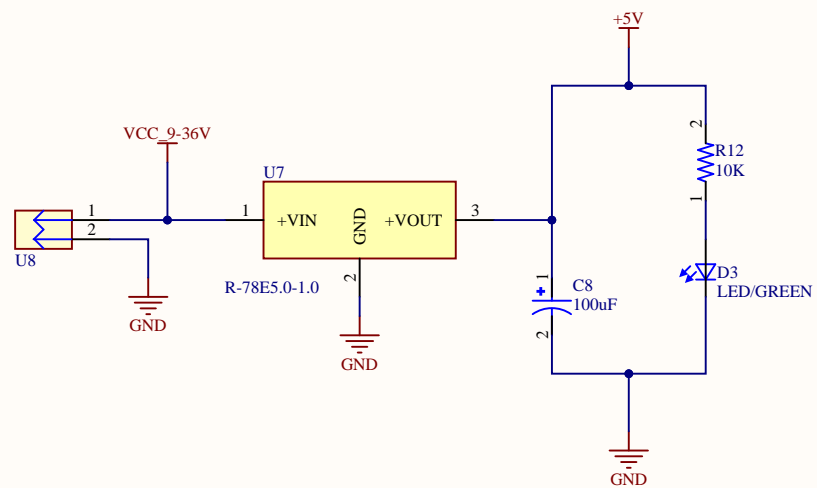 +5V
VCC_9-36V
U7
2
R12
10K
1
1
2
U8
1
+VIN
GND
+VOUT
3
2
R-78E5.0-1.0
GND
GND
1
C8
100uF
2
D3
LED/GREEN
GND